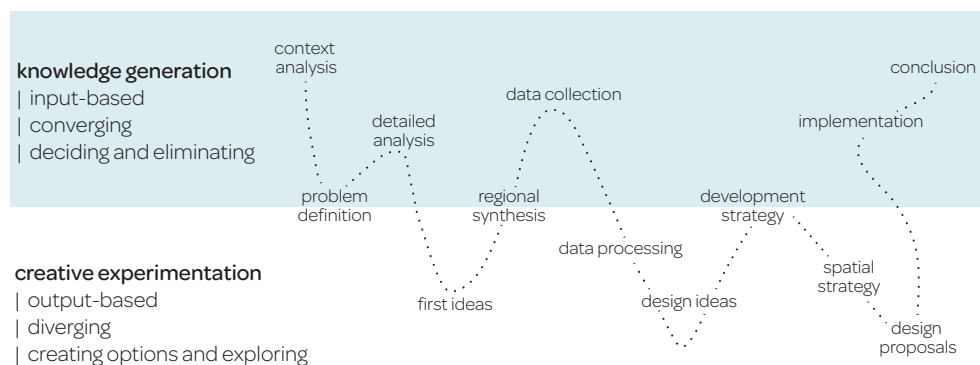 knowledge generation
| input-based
| converging
| deciding and eliminating
context
analysis
problem
definition
detailed
analysis
first ideas
regional
synthesis
data collection
data processing
design ideas
development
strategy
spatial
strategy
design
proposals
implementation
conclusion
creative experimentation
| output-based
| diverging
| creating options and exploring